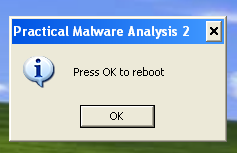 Practical Malware Analysis 2
Press OK to reboot
OK